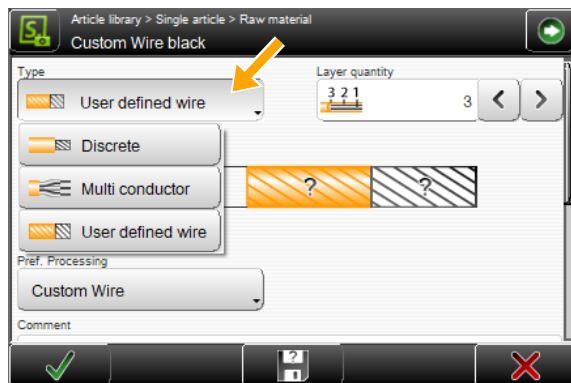 Article library > Single article > Raw material
Custom Wire black
Type
Layer quantity
User defined wire
3 2 1
3
Discrete
Multi conductor
User defined wire
? ?
Pref. Processing
Custom Wire
Comment
?